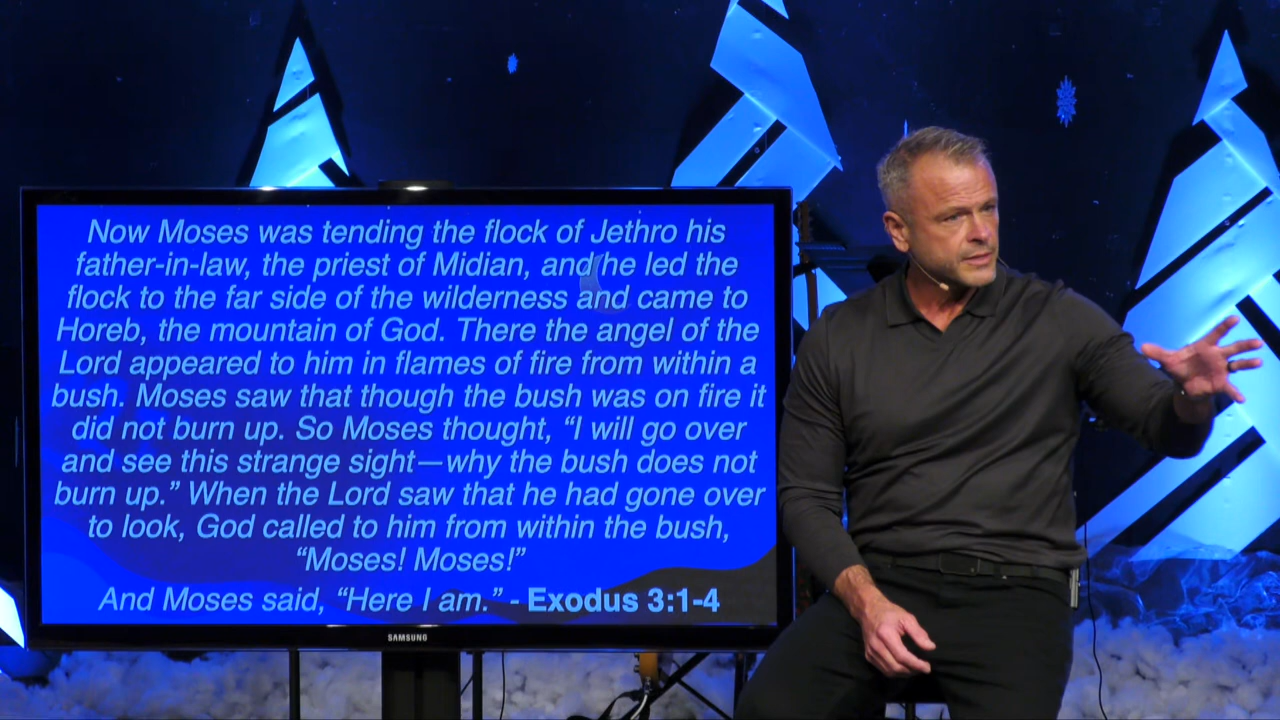 Now Moses was tending the flock of Jethro his
father-in-law, the priest of Midian, and he led the
flock to the far side of the wilderness and came to
Horeb, the mountain of God. There the angel of the
Lord appeared to him in flames of fire from within a
bush. Moses saw that though the bush was on fire it
did not burn up. So Moses thought, “I will go over
and see this strange sight—why the bush does not
burn up.” When the Lord saw that he had gone over
to look, God called to him from within the bush,
“Moses! Moses!”
And Moses said, “Here I am.” - Exodus 3:1-4
SAMSUNG